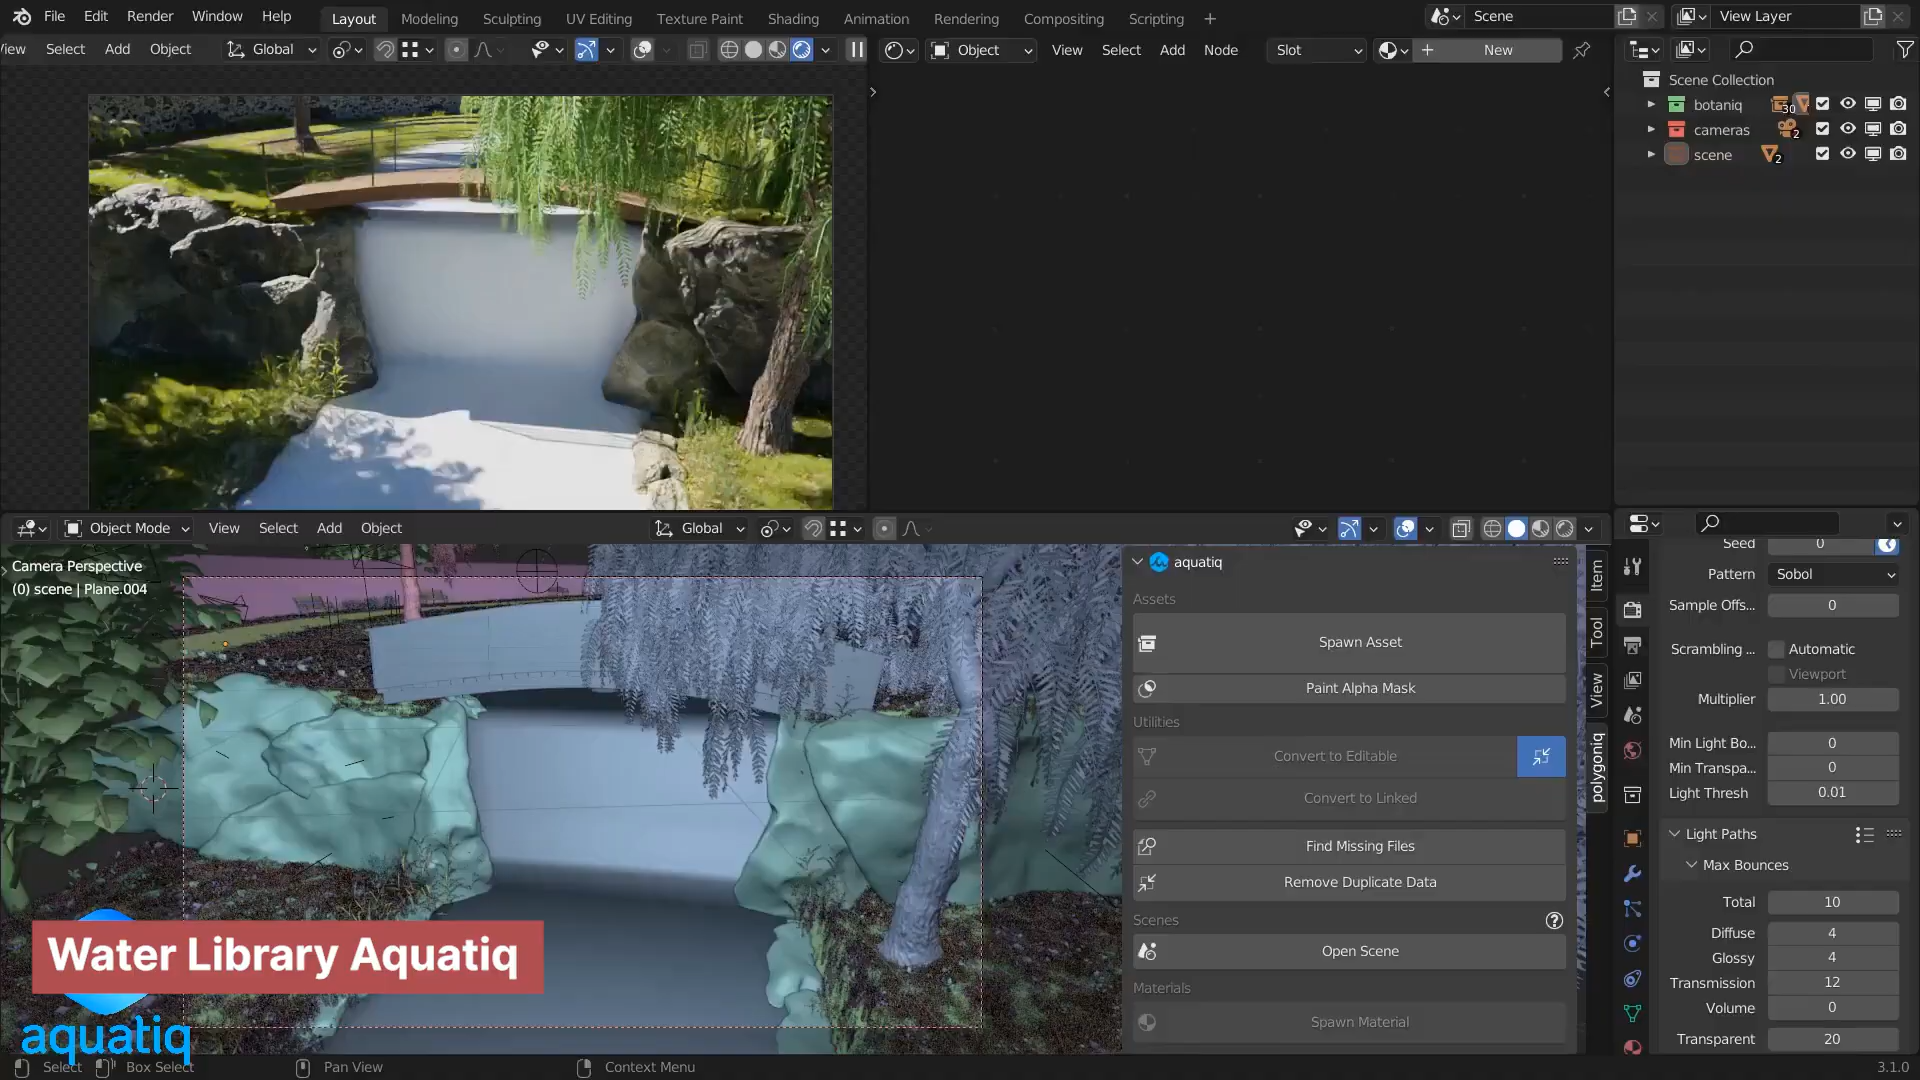 File Edit Render Window Help
Layout Modeling Sculpting UV Editing Texture Paint Shading Animation Rendering Compositing Scripting +
Scene
View Layer
iew Select Add Object Global
Object View Select Add Node Slot New
Scene Collection
botaniq 30
cameras 2
scene 2
Object Mode View Select Add Object Global
Camera Perspective
(0) scene | Plane.004
aquatiq
Assets
Spawn Asset
Paint Alpha Mask
Utilities
Convert to Editable
Convert to Linked
Find Missing Files
Remove Duplicate Data
Scenes
Open Scene
Materials
Spawn Material
Item
Tool
View
polygoniq
Seed 0
Pattern Sobol
Sample Offs... 0
Scrambling ... Automatic
Viewport
Multiplier 1.00
Min Light Bo... 0
Min Transpa... 0
Light Thresh 0.01
Light Paths
Max Bounces
Total 10
Diffuse 4
Glossy 4
Transmission 12
Volume 0
Transparent 20
Water Library Aquatiq
aquatiq
Select Box Select Pan View Context Menu 3.1.0